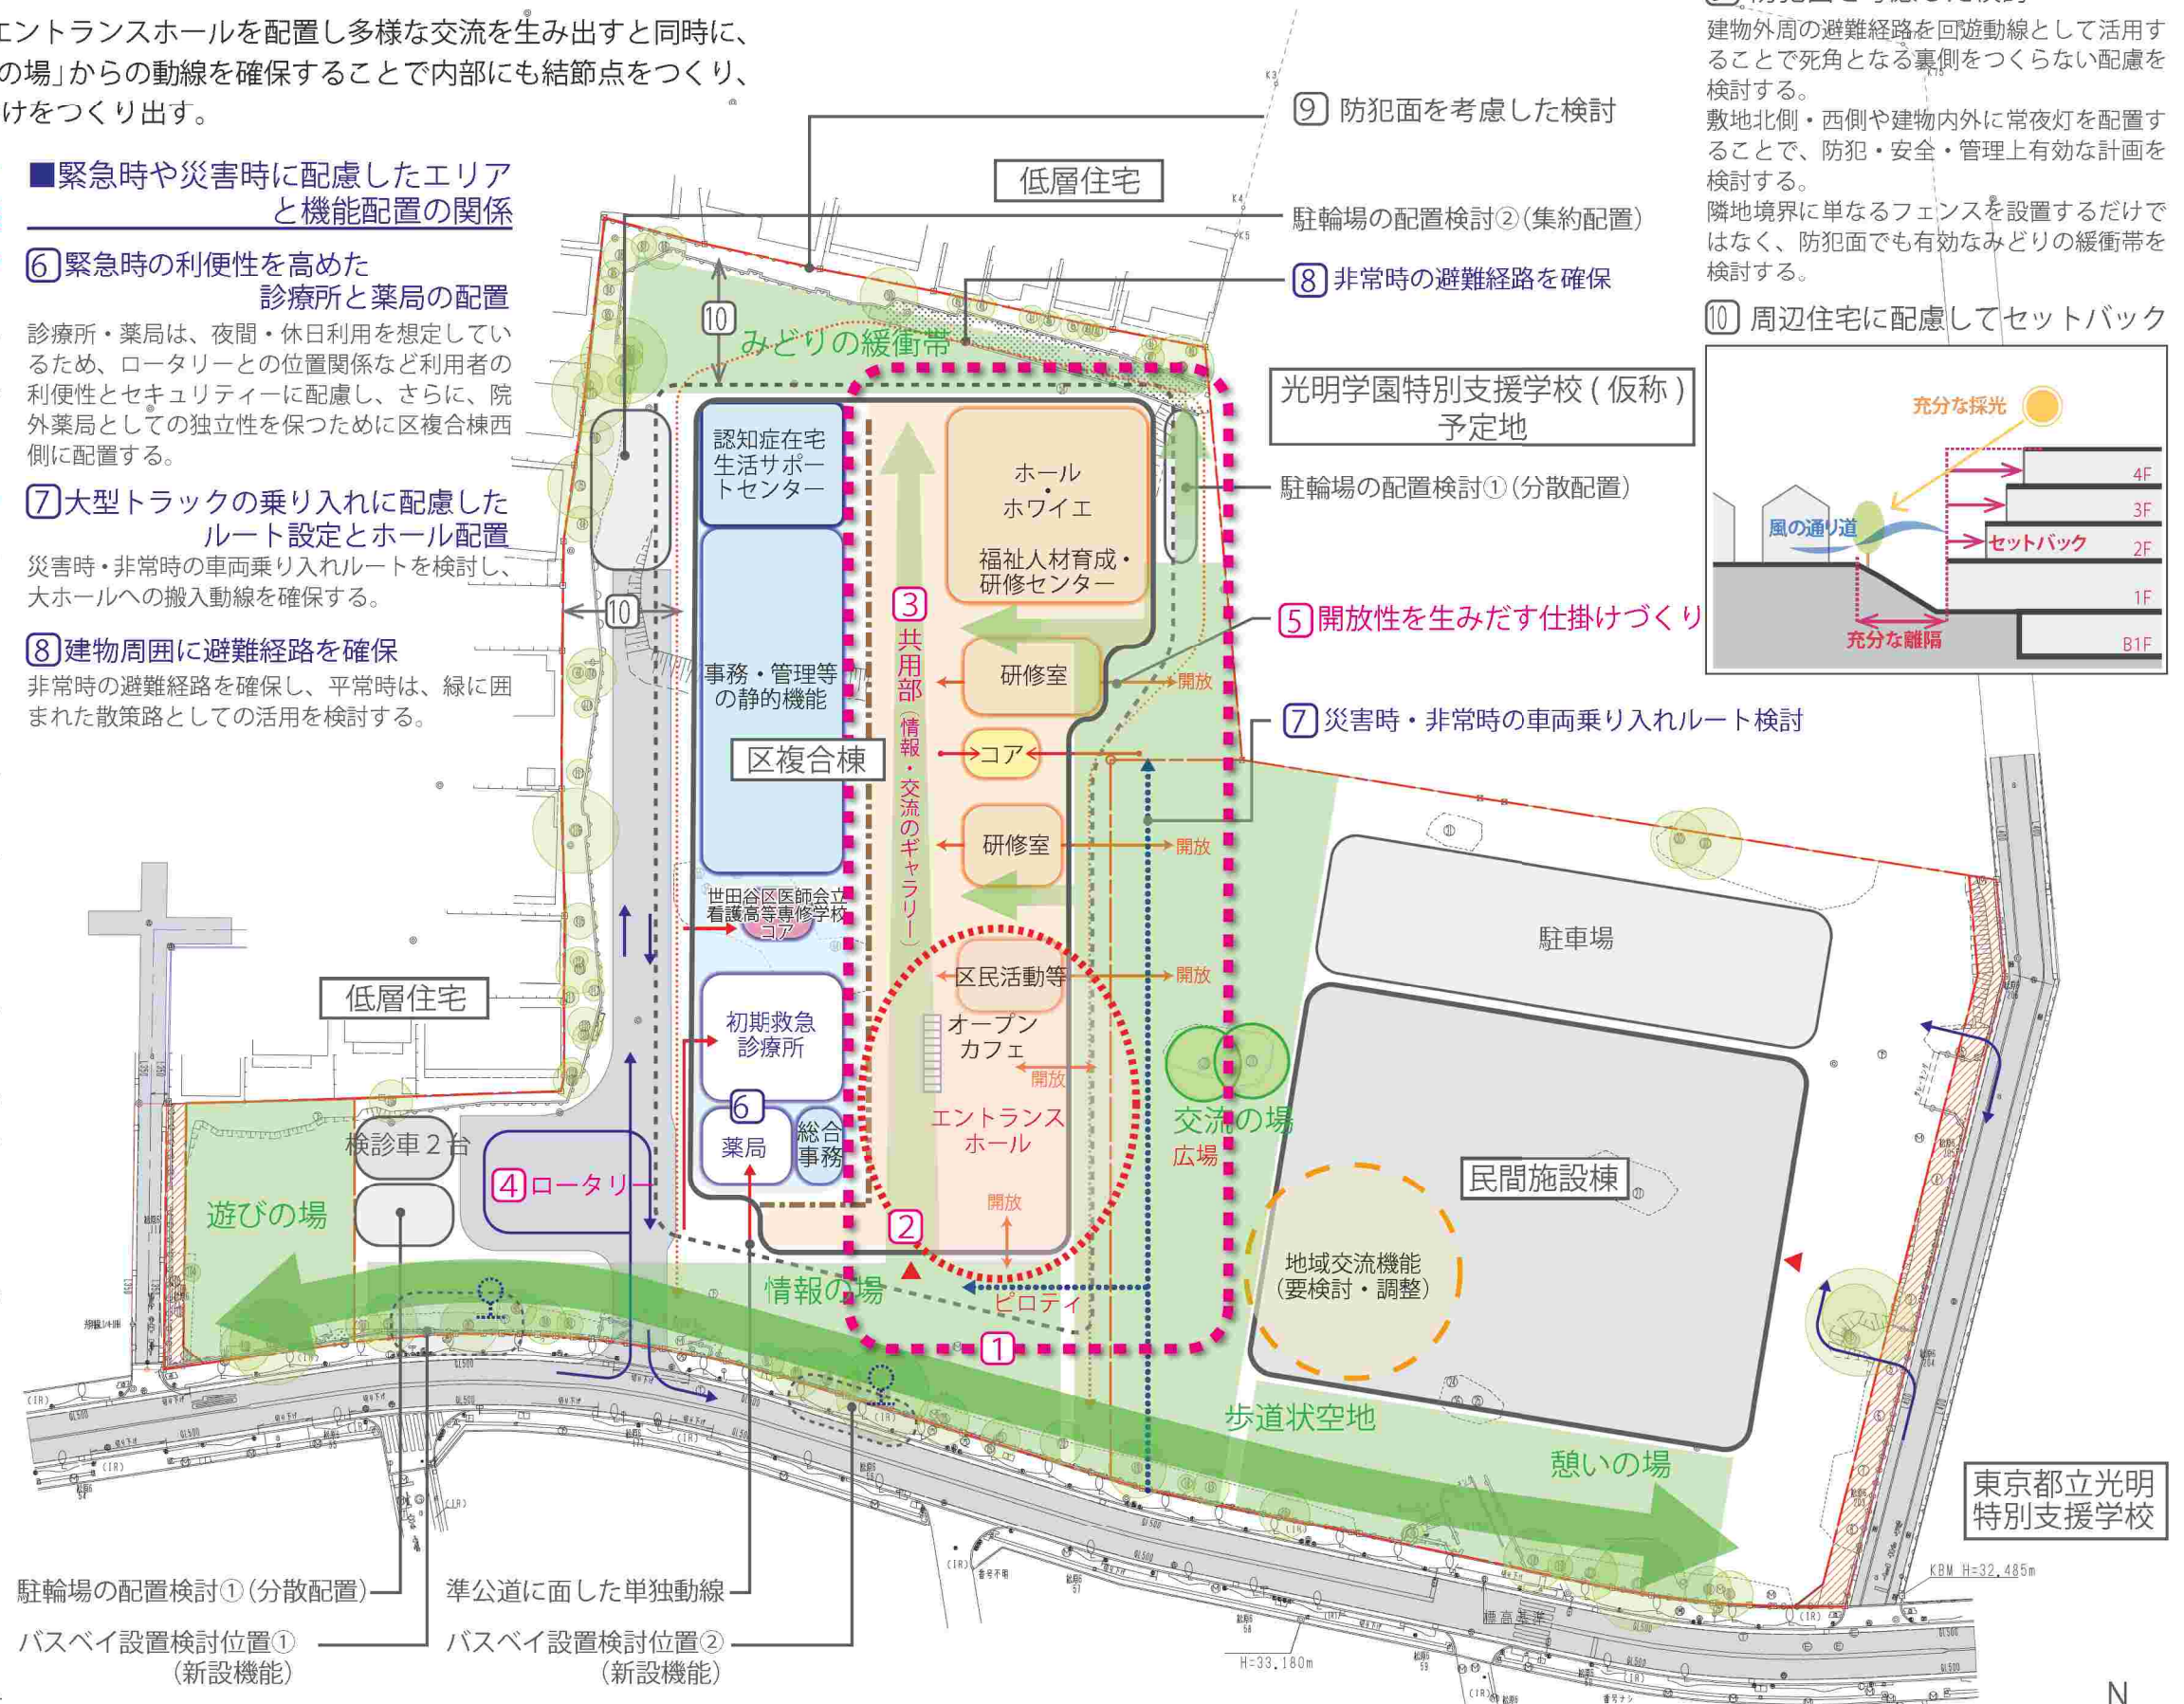 エントランスホールを配置し多様な交流を生み出すと同時に、
の場」からの動線を確保することで内部にも結節点をつくり、
けをつくり出す。
■緊急時や災害時に配慮したエリア
と機能配置の関係
6 緊急時の利便性を高めた
診療所と薬局の配置
診療所・薬局は、夜間・休日利用を想定してい
るため、ロータリーとの位置関係など利用者の
利便性とセキュリティーに配慮し、さらに、院
外薬局としての独立性を保つために区複合棟西
側に配置する。
7 大型トラックの乗り入れに配慮した
ルート設定とホール配置
災害時・非常時の車両乗り入れルートを検討し、
大ホールへの搬入動線を確保する。
8 建物周囲に避難経路を確保
非常時の避難経路を確保し、平常時は、緑に囲
まれた散策路としての活用を検討する。
建物外周の避難経路を回遊動線として活用す
ることで死角となる裏側をつくらない配慮を
検討する。
敷地北側・西側や建物内外に常夜灯を配置す
ることで、防犯・安全・管理上有効な計画を
検討する。
隣地境界に単なるフェンスを設置するだけで
はなく、防犯面でも有効なみどりの緩衝帯を
検討する。
10 周辺住宅に配慮してセットバック
充分な採光
風の通り道
セットバック
充分な離隔
4F
3F
2F
1F
B1F
9 防犯面を考慮した検討
低層住宅
駐輪場の配置検討②(集約配置)
8 非常時の避難経路を確保
光明学園特別支援学校(仮称)
予定地
駐輪場の配置検討①(分散配置)
5 開放性を生みだす仕掛けづくり
7 災害時・非常時の車両乗り入れルート検討
K3
K4
K5
K75
10
みどりの緩衝帯
認知症在宅
生活サポー
トセンター
ホール
・
ホワイエ
福祉人材育成・
研修センター
10
3
共用部
(情報・交流のギャラリー)
事務・管理等
の静的機能
研修室
開放
区複合棟
コア
研修室
開放
世田谷区医師会立
看護高等専修学校
コア
区民活動等
開放
初期救急
診療所
オープン
カフェ
開放
6
薬局
総合
事務
エントランス
ホール
開放
2
交流の場
広場
駐車場
民間施設棟
地域交流機能
(要検討・調整)
低層住宅
検診車2台
4 ロータリー
遊びの場
情報の場
ピロティ
1
歩道状空地
憩いの場
東京都立光明
特別支援学校
KBM H=32.485m
H=33.180m
標高基準
駐輪場の配置検討①(分散配置)
準公道に面した単独動線
バスベイ設置検討位置①
(新設機能)
バスベイ設置検討位置②
(新設機能)
N